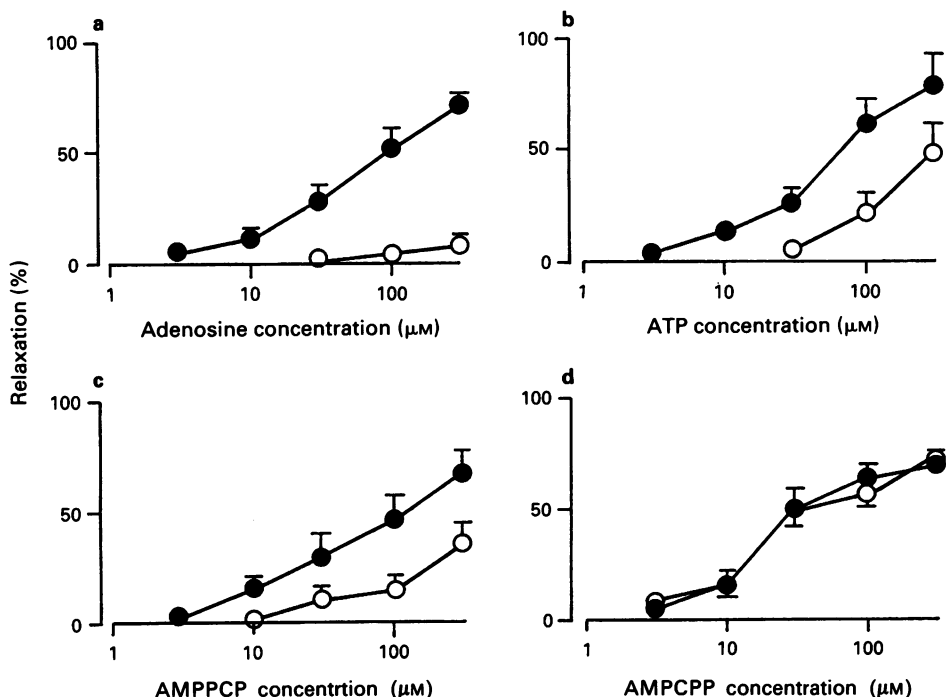 a
100
50
0
1
10
100
Adenosine concentration (μM)
b
100
50
0
1
10
100
ATP concentration (μM)
Relaxation (%)
c
100
50
0
1
10
100
AMPPCP concentrtion (μM)
d
100
50
0
1
10
100
AMPCPP concentration (μM)